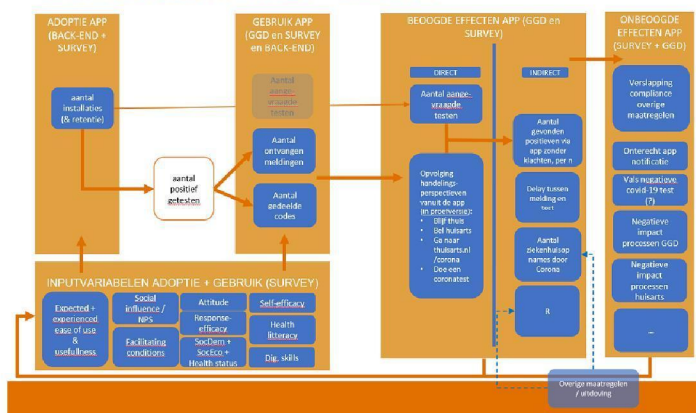 ADOPTIE APP
(BACK-END +
SURVEY)
aantal
installaties
(& retentie)
aantal
positief
getesten
GEBRUIK APP
(GGD en SURVEY
en BACK-END)
Aantal
aange-
vraagde
testen
Aantal
ontvangen
meldingen
Aantal
gedeelde
codes
BEOOGDE EFFECTEN APP (GGD en
SURVEY)
DIRECT
Aantal aange-
vraagde
testen
Opvolging
handelings-
perspectieven
vanuit de app
(in proefversie):
• Blijf thuis
• Bel huisarts
• Ga naar
thuisarts.nl
/corona
• Doe een
coronatest
INDIRECT
Aantal
gevonden
positieven via
app zonder
klachten, per n
Delay tussen
melding en
test
Aantal
ziekenhuisop
names door
Corona
R
ONBEOOGDE
EFFECTEN APP
(SURVEY + GGD)
Verslapping
compliance
overige
maatregelen
Onterecht app
notificatie
Vals negatieve
covid-19 test
(?)
Negatieve
impact
processen GGD
Negatieve
impact
processen
huisarts
...
INPUTVARIABELEN ADOPTIE + GEBRUIK (SURVEY)
Expected +
experienced
ease of use
&
usefullness
Social
influence /
NPS
Facilitating
conditions
Attitude
Response-
efficacy
SocDem +
SocEco +
Health status
Self-efficacy
Health
litteracy
Dig. skills
Overige maatregelen
/ uitdoving